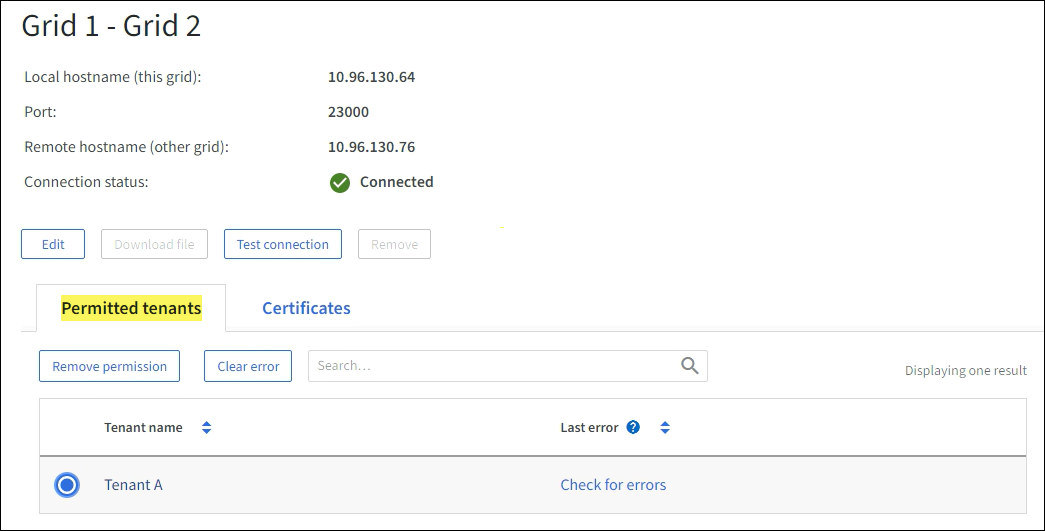 Grid 1 - Grid 2
Local hostname (this grid): 10.96.130.64
Port: 23000
Remote hostname (other grid): 10.96.130.76
Connection status: Connected
Edit Download file Test connection Remove
Permitted tenants Certificates
Remove permission Clear error Search... Displaying one result
Tenant name Last error ?
Tenant A Check for errors